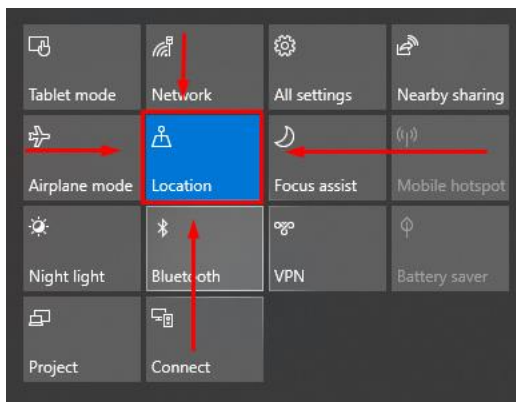 Tablet mode
Network
All settings
Nearby sharing
Airplane mode
Location
Focus assist
Mobile hotspot
Night light
Bluetooth
VPN
Battery saver
Project
Connect